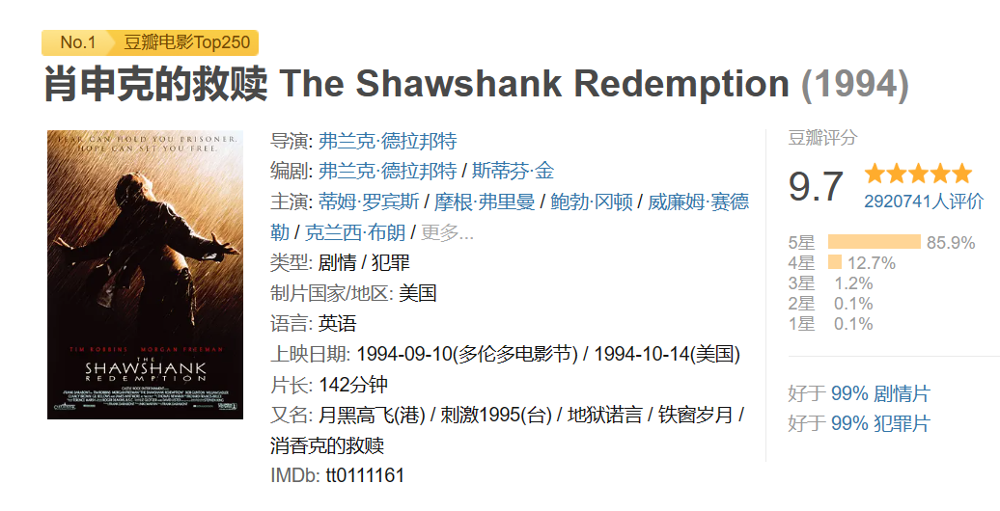 No.1 豆瓣电影Top250
肖申克的救赎 The Shawshank Redemption (1994)
FEAR CAN HOLD YOU PRISONER.
HOPE CAN SET YOU FREE.
TIM ROBBINS MORGAN FREEMAN
THE
SHAWSHANK
REDEMPTION
导演: 弗兰克·德拉邦特
编剧: 弗兰克·德拉邦特 / 斯蒂芬·金
主演: 蒂姆·罗宾斯 / 摩根·弗里曼 / 鲍勃·冈顿 / 威廉姆·赛德
勒 / 克兰西·布朗 / 更多...
类型: 剧情 / 犯罪
制片国家/地区: 美国
语言: 英语
上映日期: 1994-09-10(多伦多电影节) / 1994-10-14(美国)
片长: 142分钟
又名: 月黑高飞(港) / 刺激1995(台) / 地狱诺言 / 铁窗岁月 /
消香克的救赎
IMDb: tt0111161
豆瓣评分
9.7
2920741人评价
5星 85.9%
4星 12.7%
3星 1.2%
2星 0.1%
1星 0.1%
好于 99% 剧情片
好于 99% 犯罪片